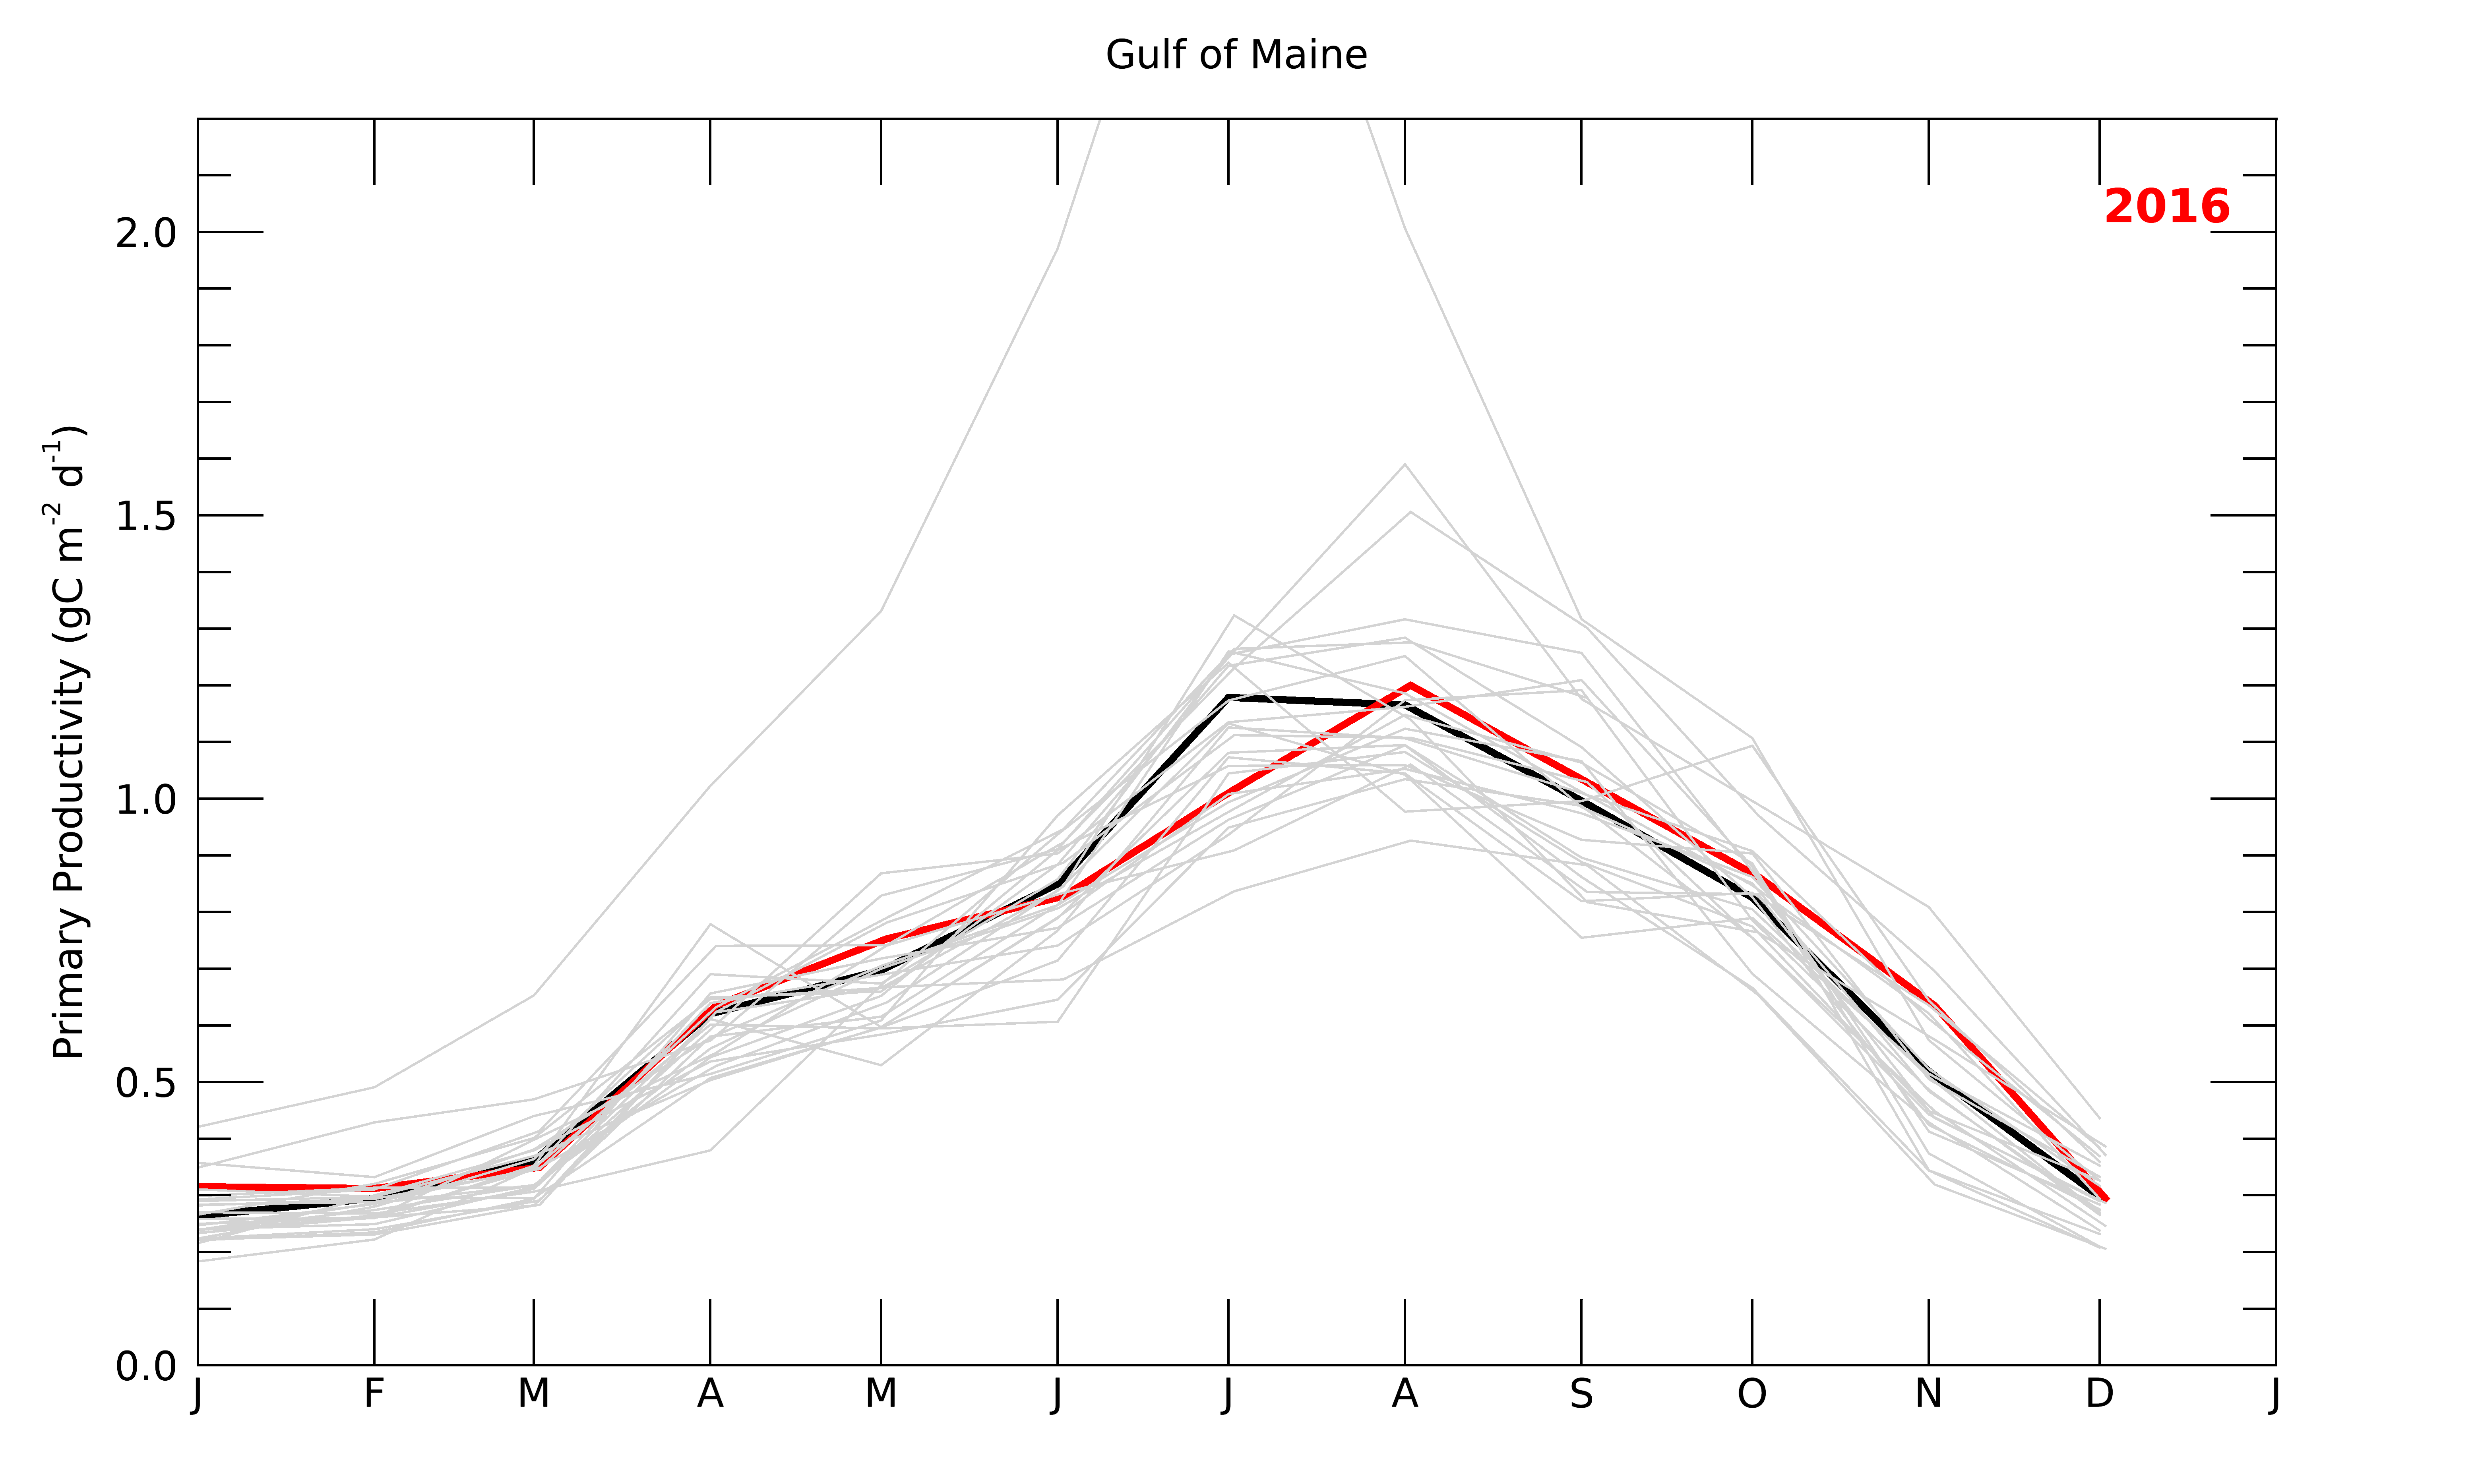 Gulf of Maine
2016
Primary Productivity (gC m⁻² d⁻¹)
2.0
1.5
1.0
0.5
0.0
J F M A M J J A S O N D J